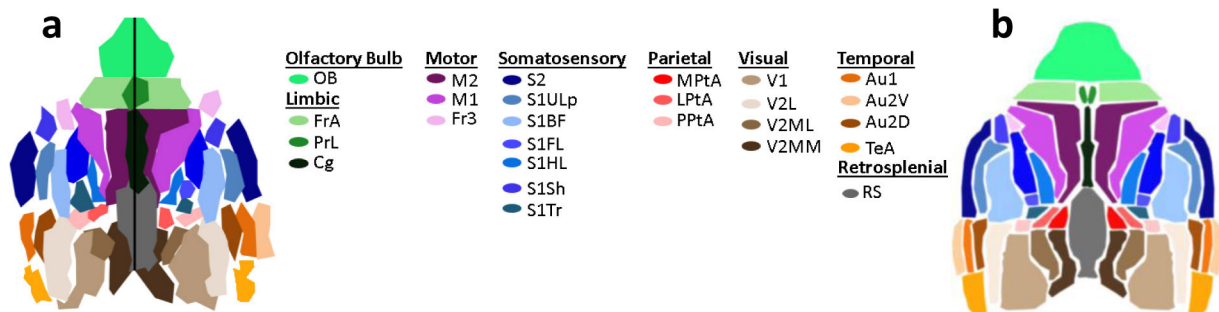 a
Olfactory Bulb
OB
Limbic
FrA
PrL
Cg
Motor
M2
M1
Fr3
Somatosensory
S2
S1ULp
S1BF
S1FL
S1HL
S1Sh
S1Tr
Parietal
MPtA
LPtA
PPtA
Visual
V1
V2L
V2ML
V2MM
Temporal
Au1
Au2V
Au2D
TeA
Retrosplenial
RS
b